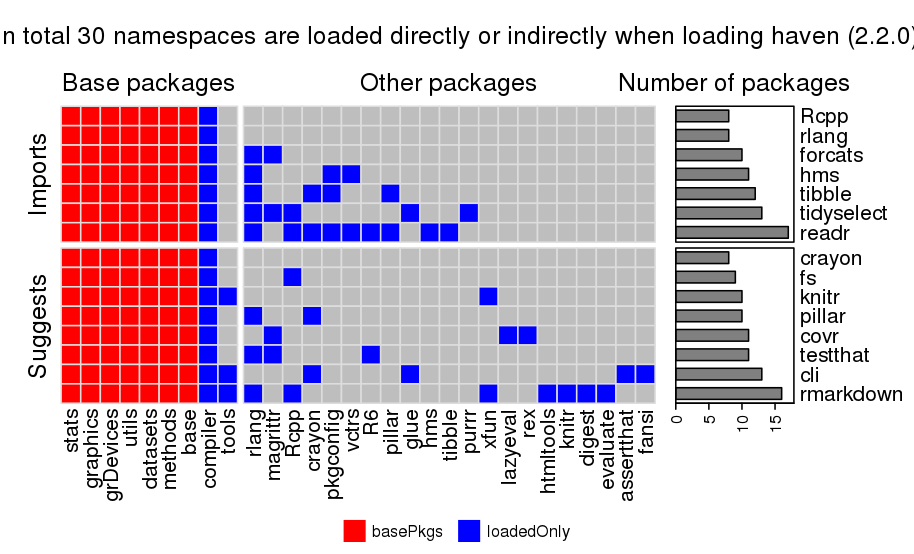 n total 30 namespaces are loaded directly or indirectly when loading haven (2.2.0)
Base packages
Other packages
Number of packages
Imports
Rcpp
rlang
forcats
hms
tibble
tidyselect
readr
Suggests
crayon
fs
knitr
pillar
covr
testthat
cli
rmarkdown
stats
graphics
grDevices
utils
datasets
methods
base
compiler
tools
rlang
magrittr
Rcpp
crayon
pkgconfig
vctrs
R6
pillar
glue
hms
tibble
purrr
xfun
lazyeval
rex
htmltools
knitr
digest
evaluate
assertthat
fansi
0
5
10
15
basePkgs
loadedOnly